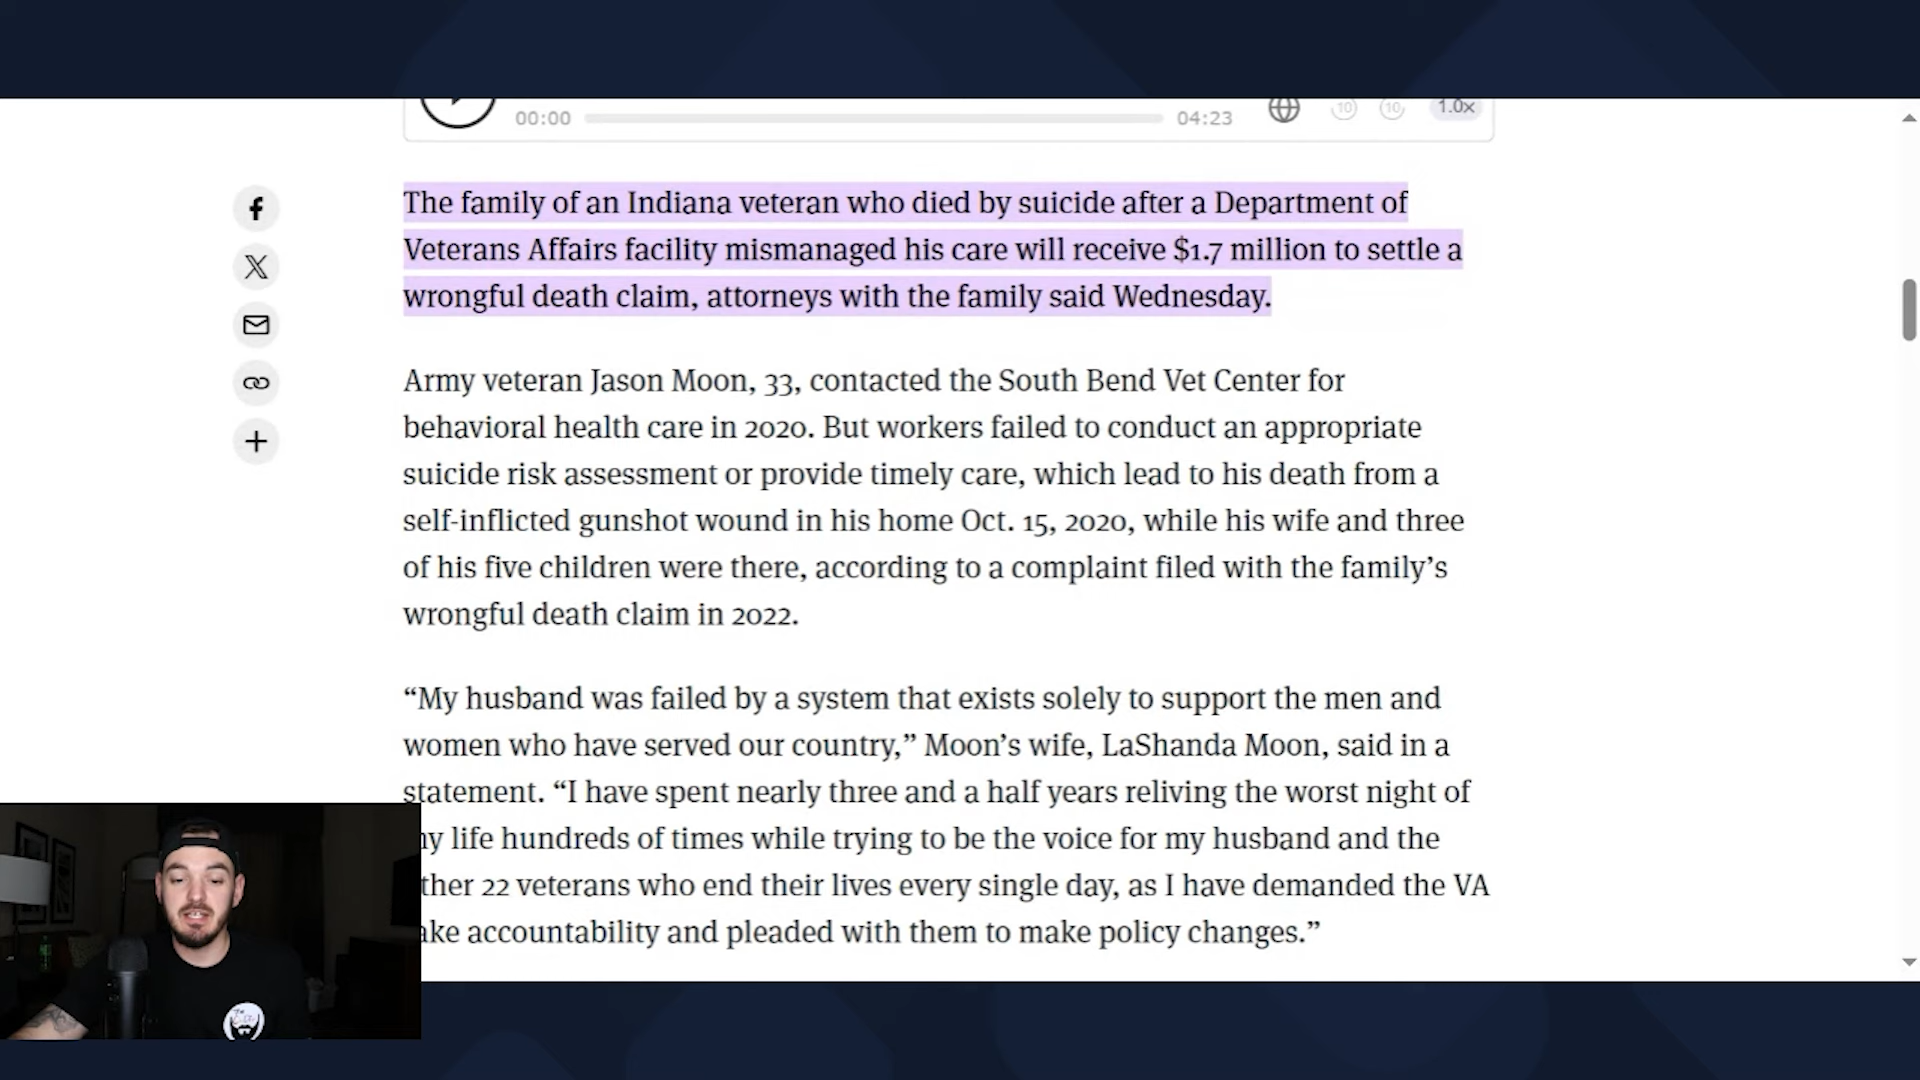 00:00
04:23
10
10
1.0x
The family of an Indiana veteran who died by suicide after a Department of
Veterans Affairs facility mismanaged his care will receive $1.7 million to settle a
wrongful death claim, attorneys with the family said Wednesday.
Army veteran Jason Moon, 33, contacted the South Bend Vet Center for
behavioral health care in 2020. But workers failed to conduct an appropriate
suicide risk assessment or provide timely care, which lead to his death from a
self-inflicted gunshot wound in his home Oct. 15, 2020, while his wife and three
of his five children were there, according to a complaint filed with the family’s
wrongful death claim in 2022.
“My husband was failed by a system that exists solely to support the men and
women who have served our country,” Moon’s wife, LaShanda Moon, said in a
statement. “I have spent nearly three and a half years reliving the worst night of
life hundreds of times while trying to be the voice for my husband and the
22 veterans who end their lives every single day, as I have demanded the VA
accountability and pleaded with them to make policy changes.”